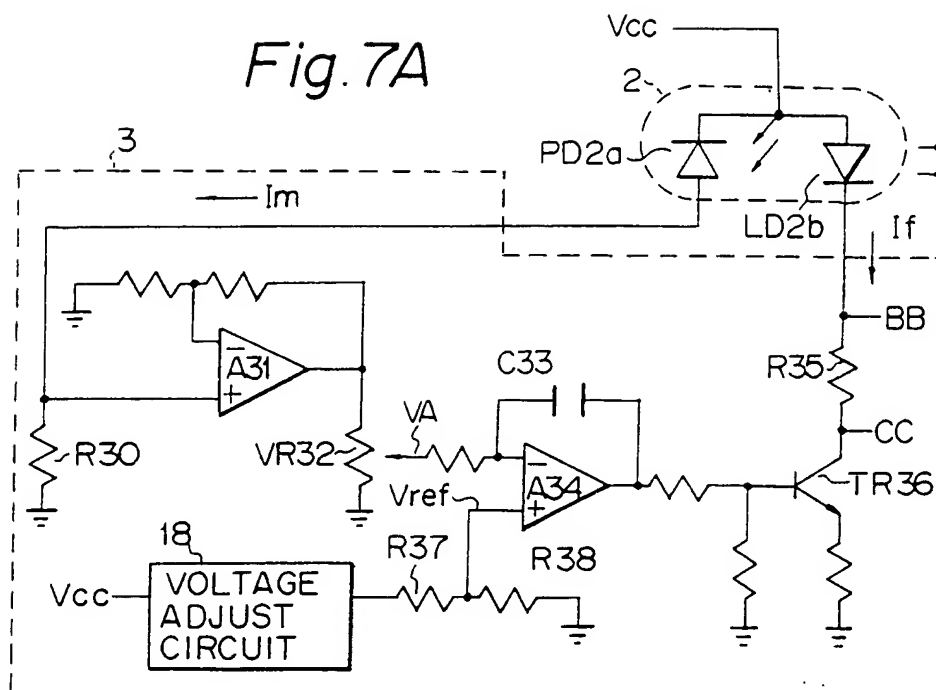 Fig. 7A
Vcc
2
PD2a
LD2b
3
Im
If
BB
R35
CC
TR36
A31
−
+
R30
VR32
VA
C33
A34
−
+
Vref
R37
R38
18
Vcc
VOLTAGE
ADJUST
CIRCUIT